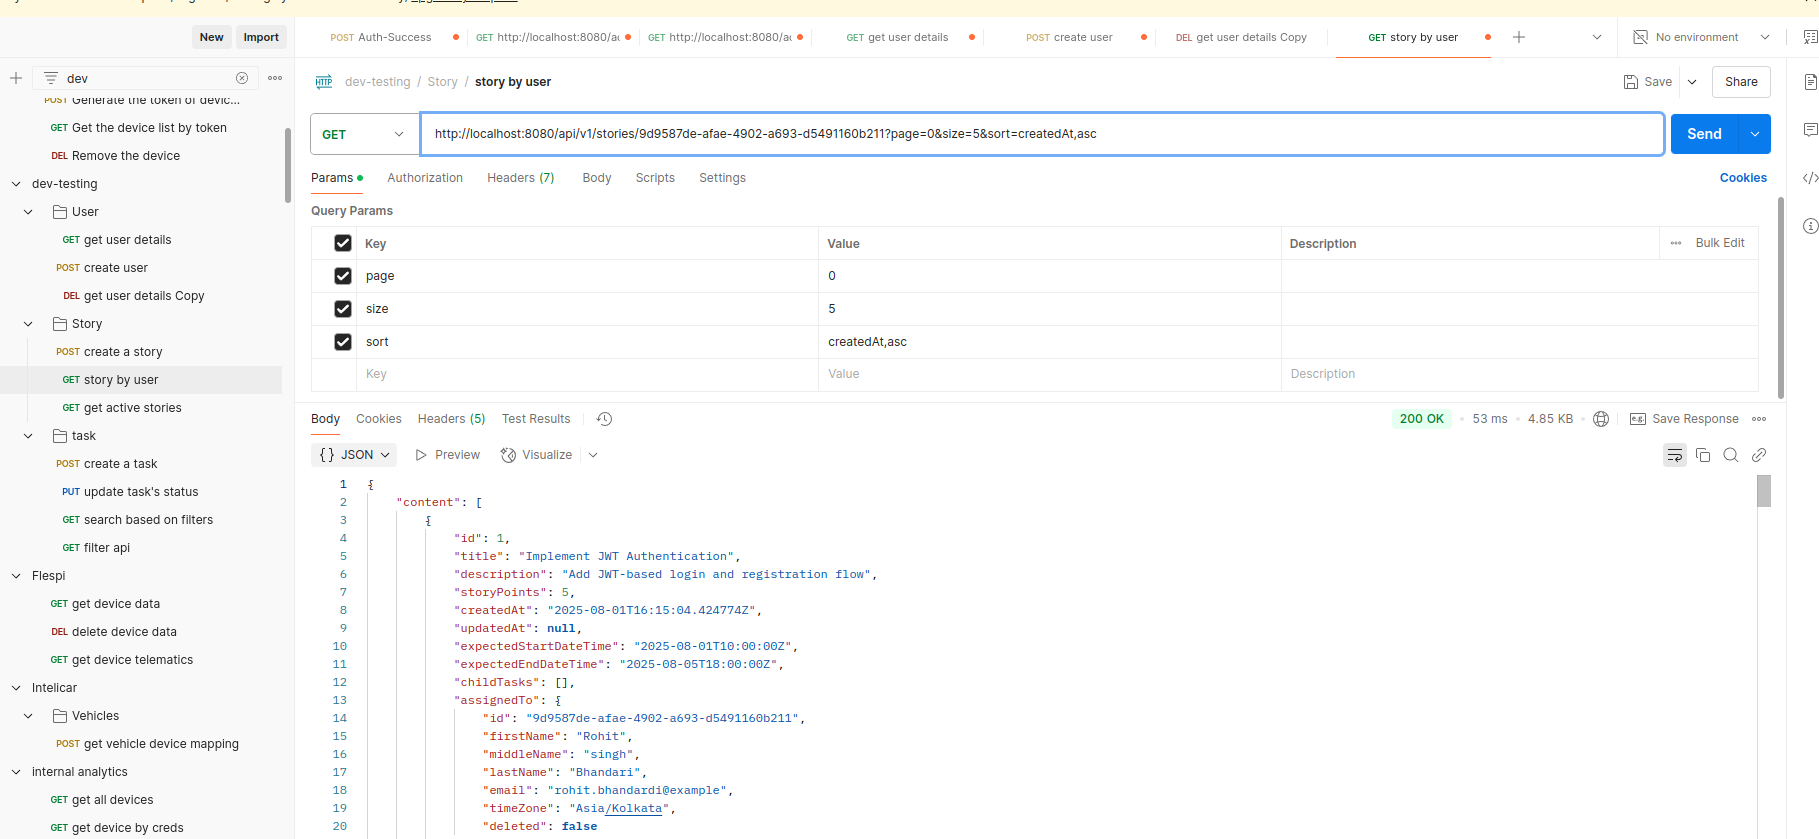 New
Import
POST Auth-Success
GET http://localhost:8080/ac
GET http://localhost:8080/ac
GET get user details
POST create user
DEL get user details Copy
GET story by user
No environment
dev
HTTP
dev-testing / Story / story by user
Save
Share
POST Generate the token of devic...
GET Get the device list by token
DEL Remove the device
dev-testing
User
GET get user details
POST create user
DEL get user details Copy
Story
POST create a story
GET story by user
GET get active stories
task
POST create a task
PUT update task's status
GET search based on filters
GET filter api
Flespi
GET get device data
DEL delete device data
GET get device telematics
Intelicar
Vehicles
GET get vehicle device mapping
internal analytics
GET get all devices
GET get device by creds
GET
http://localhost:8080/api/v1/stories/9d9587de-afae-4902-a693-d5491160b211?page=0&size=5&sort=createdAt,asc
Send
Params
Authorization
Headers (7)
Body
Scripts
Settings
Cookies
Query Params
Key Value Description Bulk Edit
page 0
size 5
sort createdAt,asc
Key Value Description
Body
Cookies
Headers (5)
Test Results
200 OK
53 ms
4.85 KB
e.g.
Save Response
{} JSON
Preview
Visualize
1 {
2 "content": [
3 {
4 "id": 1,
5 "title": "Implement JWT Authentication",
6 "description": "Add JWT-based login and registration flow",
7 "storyPoints": 5,
8 "createdAt": "2025-08-01T16:15:04.424774Z",
9 "updatedAt": null,
10 "expectedStartDateTime": "2025-08-01T10:00:00Z",
11 "expectedEndDateTime": "2025-08-05T18:00:00Z",
12 "childTasks": [],
13 "assignedTo": {
14 "id": "9d9587de-afae-4902-a693-d5491160b211",
15 "firstName": "Rohit",
16 "middleName": "singh",
17 "lastName": "Bhandari",
18 "email": "rohit.bhandardi@example",
19 "timeZone": "Asia/Kolkata",
20 "deleted": false